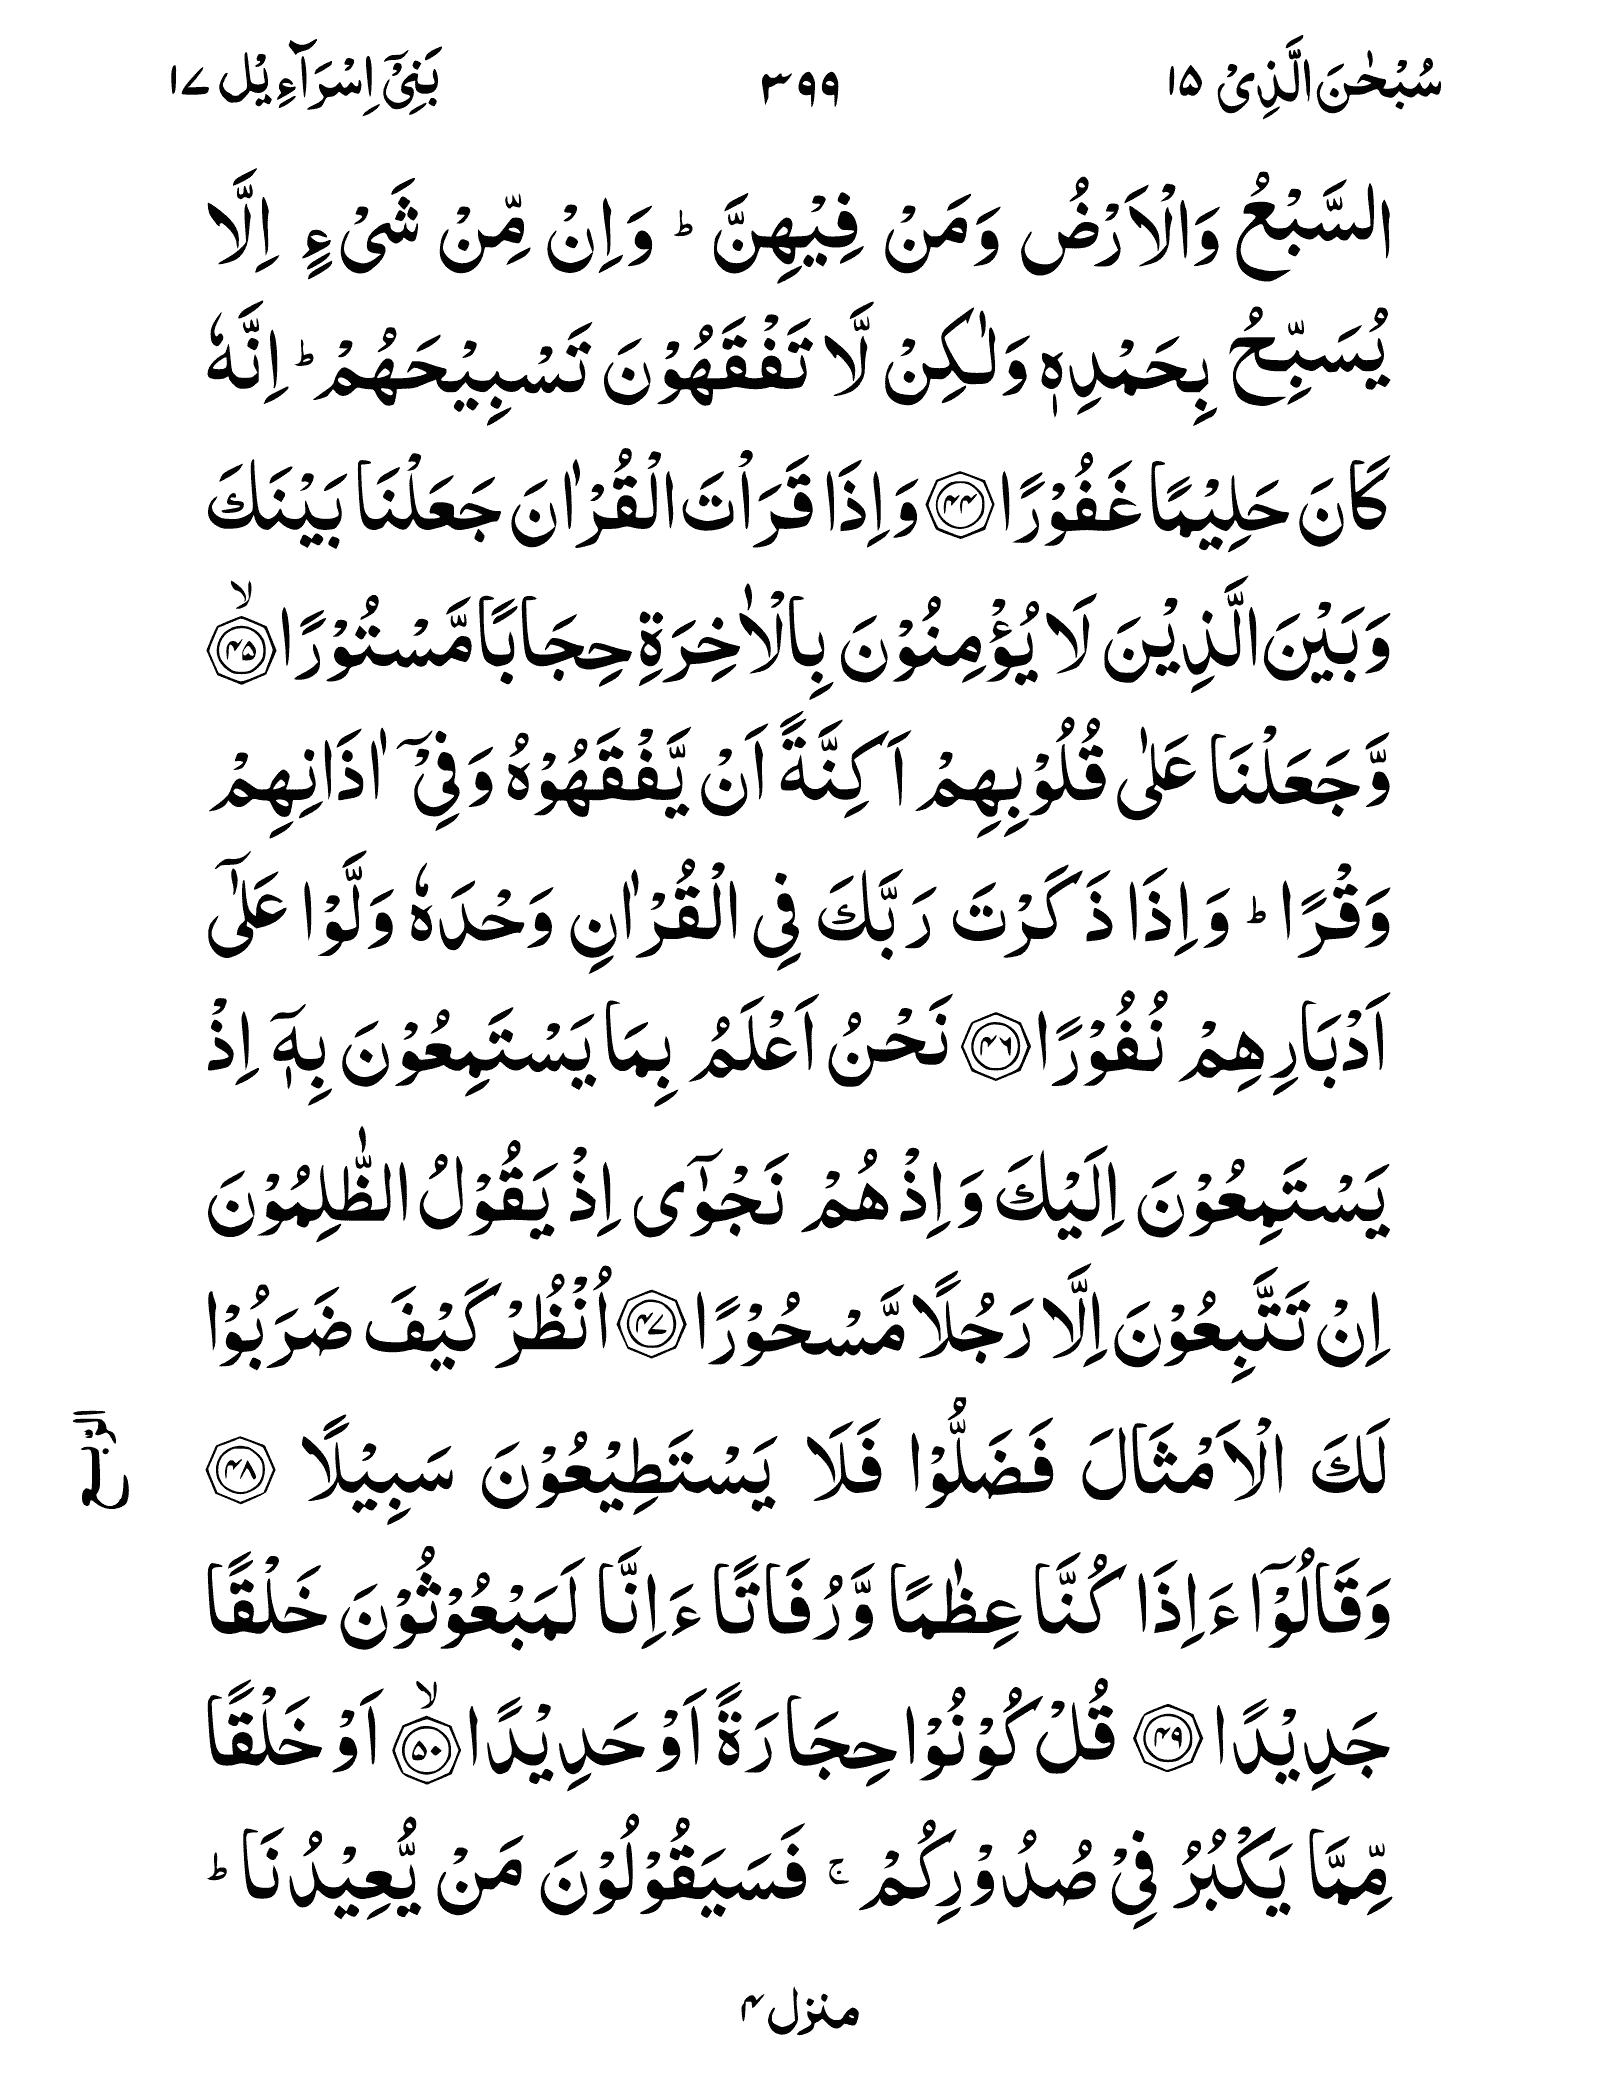 سُبْحٰنَ الَّذِیْ ۱۵
۳۹۹
بَنِیْۤ اِسْرَآءِیْل ۱۷
السَّبْعُ وَالْاَرْضُ وَمَنْ فِیْهِنَّ ؕ وَاِنْ مِّنْ شَیْءٍ اِلَّا
یُسَبِّحُ بِحَمْدِهٖ وَلٰكِنْ لَّا تَفْقَهُوْنَ تَسْبِیْحَهُمْ ؕ اِنَّهٗ
كَانَ حَلِیْمًا غَفُوْرًا ۴۴ وَاِذَا قَرَاْتَ الْقُرْاٰنَ جَعَلْنَا بَیْنَكَ
وَبَیْنَ الَّذِیْنَ لَا یُؤْمِنُوْنَ بِالْاٰخِرَةِ حِجَابًا مَّسْتُوْرًا ۴۵ ۙ
وَّجَعَلْنَا عَلٰی قُلُوْبِهِمْ اَكِنَّةً اَنْ یَّفْقَهُوْهُ وَفِیْۤ اٰذَانِهِمْ
وَقْرًا ؕ وَاِذَا ذَكَرْتَ رَبَّكَ فِی الْقُرْاٰنِ وَحْدَهٗ وَلَّوْا عَلٰۤی
اَدْبَارِهِمْ نُفُوْرًا ۴۶ نَحْنُ اَعْلَمُ بِمَا یَسْتَمِعُوْنَ بِهٖۤ اِذْ
یَسْتَمِعُوْنَ اِلَیْكَ وَاِذْ هُمْ نَجْوٰۤی اِذْ یَقُوْلُ الظّٰلِمُوْنَ
اِنْ تَتَّبِعُوْنَ اِلَّا رَجُلًا مَّسْحُوْرًا ۴۷ اُنْظُرْ كَیْفَ ضَرَبُوْا
لَكَ الْاَمْثَالَ فَضَلُّوْا فَلَا یَسْتَطِیْعُوْنَ سَبِیْلًا ۴۸
الربع
وَقَالُوْۤا ءَاِذَا كُنَّا عِظٰمًا وَّرُفَاتًا ءَاِنَّا لَمَبْعُوْثُوْنَ خَلْقًا
جَدِیْدًا ۴۹ قُلْ كُوْنُوْا حِجَارَةً اَوْ حَدِیْدًا ۵۰ ۙ اَوْ خَلْقًا
مِّمَّا یَكْبُرُ فِیْ صُدُوْرِكُمْ ۚ فَسَیَقُوْلُوْنَ مَنْ یُّعِیْدُنَا ؕ
منزل ۴